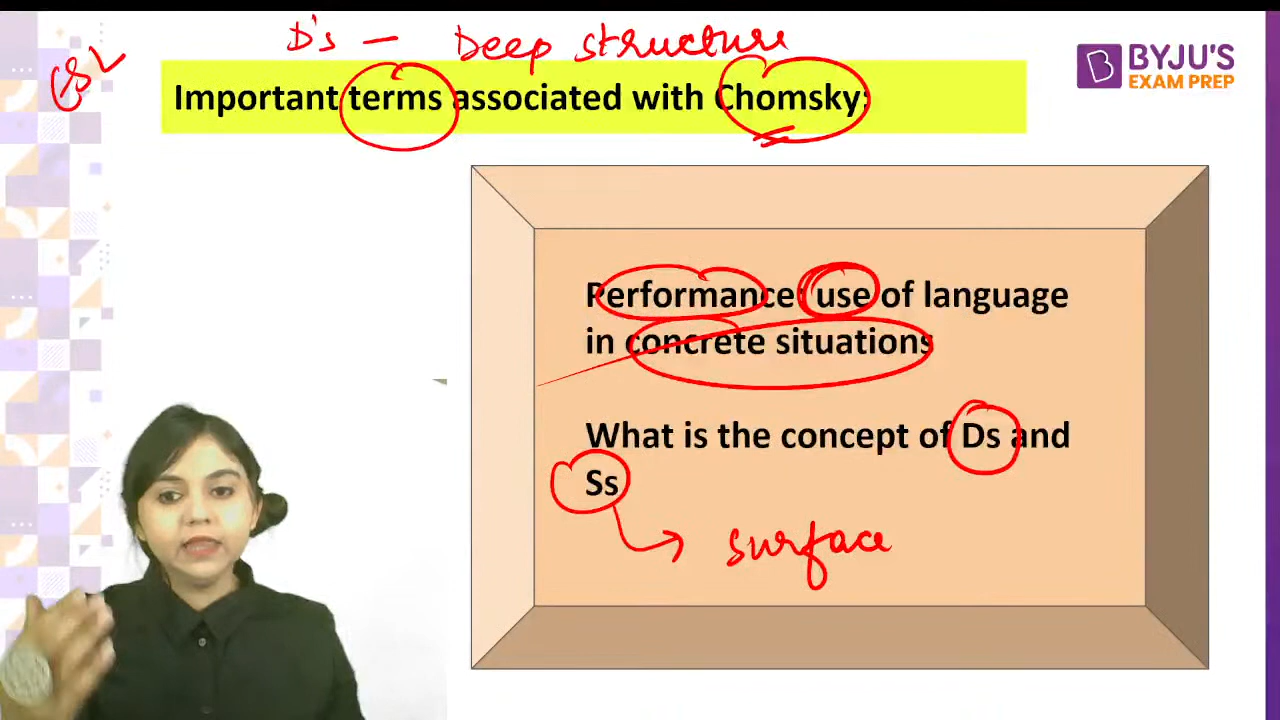 D's – Deep structure
Important terms associated with Chomsky:
BYJU'S
EXAM PREP
Performance: use of language
in concrete situations
What is the concept of Ds and
Ss
surface